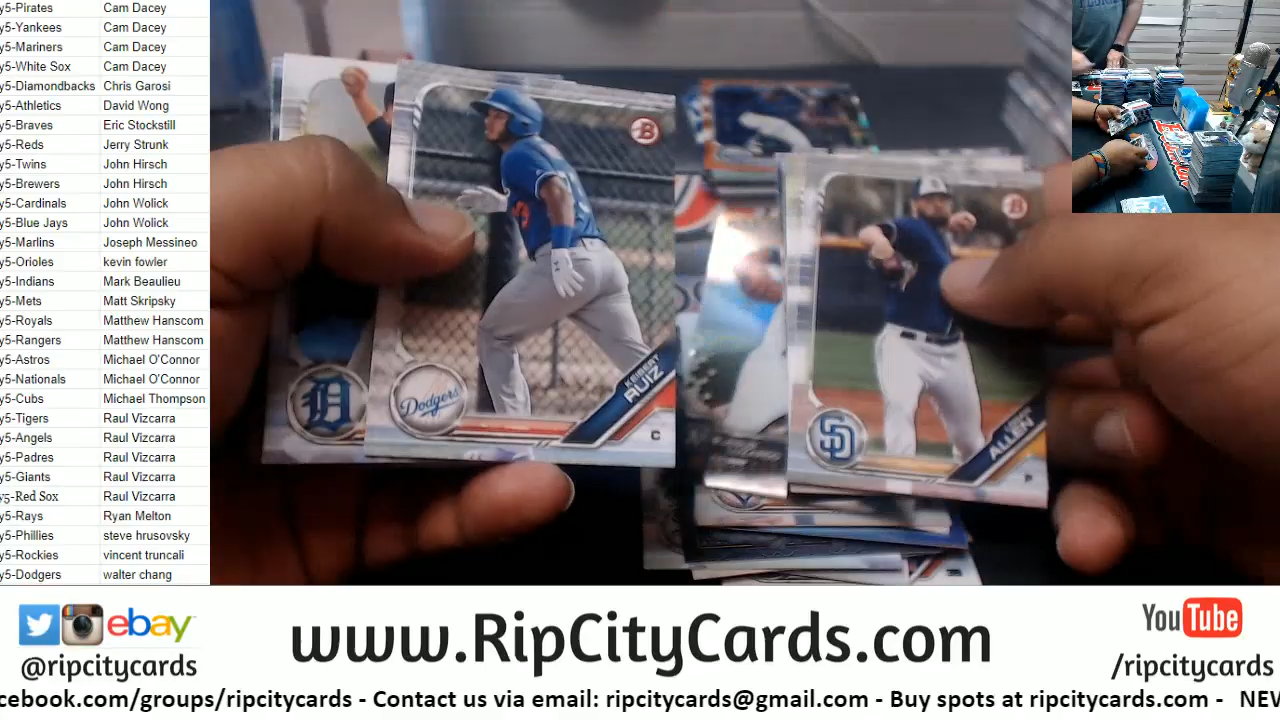 y5-Pirates Cam Dacey
y5-Yankees Cam Dacey
y5-Mariners Cam Dacey
y5-White Sox Cam Dacey
y5-Diamondbacks Chris Garosi
y5-Athletics David Wong
y5-Braves Eric Stockstill
y5-Reds Jerry Strunk
y5-Twins John Hirsch
y5-Brewers John Hirsch
y5-Cardinals John Wolick
y5-Blue Jays John Wolick
y5-Marlins Joseph Messineo
y5-Orioles kevin fowler
y5-Indians Mark Beaulieu
y5-Mets Matt Skripsky
y5-Royals Matthew Hanscom
y5-Rangers Matthew Hanscom
y5-Astros Michael O'Connor
y5-Nationals Michael O'Connor
y5-Cubs Michael Thompson
y5-Tigers Raul Vizcarra
y5-Angels Raul Vizcarra
y5-Padres Raul Vizcarra
y5-Giants Raul Vizcarra
y5-Red Sox Raul Vizcarra
y5-Rays Ryan Melton
y5-Phillies steve hrusovsky
y5-Rockies vincent truncali
y5-Dodgers walter chang
B
D
Dodgers
KEIBERT
RUIZ
C
B
SD
ALLEN
P
ebay
@ripcitycards
www.RipCityCards.com
YouTube
/ripcitycards
cebook.com/groups/ripcitycards - Contact us via email: ripcitycards@gmail.com - Buy spots at ripcitycards.com - NEV